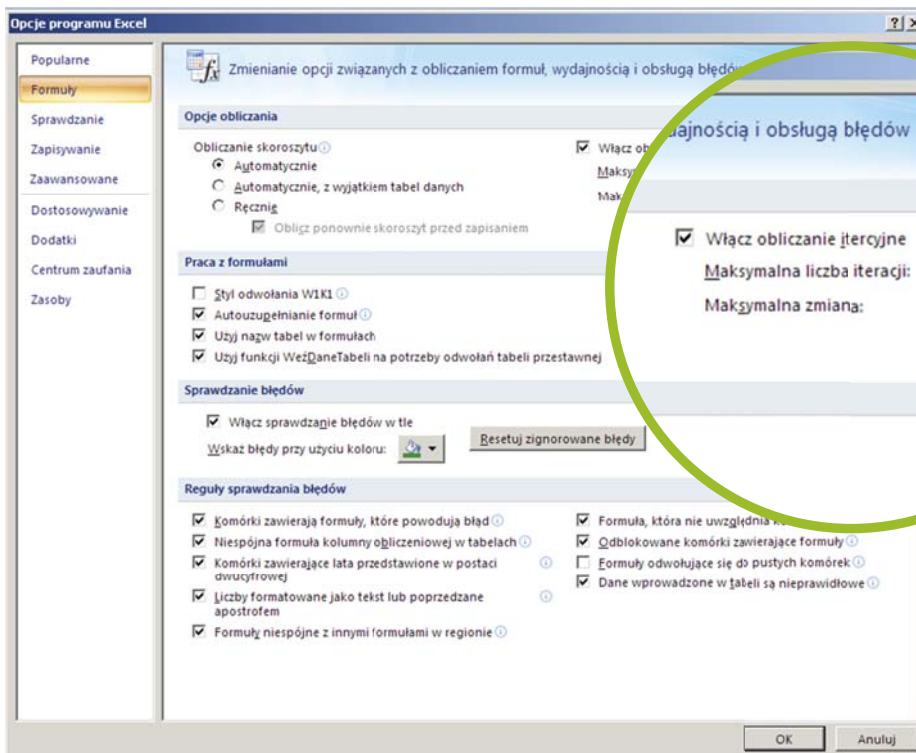 Opcje programu Excel
Popularne
Formuły
Sprawdzanie
Zapisywanie
Zaawansowane
Dostosowywanie
Dodatki
Centrum zaufania
Zasoby
Zmienianie opcji związanych z obliczaniem formuł, wydajnością i obsługą błędów
Opcje obliczania
Obliczanie skoroszytu
Automatycznie
Automatycznie, z wyjątkiem tabel danych
Ręcznie
Oblicz ponownie skoroszyt przed zapisaniem
Włącz ob
Maksy
Mak
dajnością i obsługą błędów
Włącz obliczanie itercyjne
Maksymalna liczba iteracji:
Maksymalna zmiana:
Praca z formułami
Styl odwołania W1K1
Autouzupełnianie formuł
Użyj nazw tabel w formułach
Użyj funkcji WeźDaneTabeli na potrzeby odwołań tabeli przestawnej
Sprawdzanie błędów
Włącz sprawdzanie błędów w tle
Wskaż błędy przy użyciu koloru:
Resetuj zignorowane błędy
Reguły sprawdzania błędów
Komórki zawierają formuły, które powodują błąd
Niespójna formuła kolumny obliczeniowej w tabelach
Komórki zawierające lata przedstawione w postaci
dwucyfrowej
Liczby formatowane jako tekst lub poprzedzane
apostrofem
Formuły niespójne z innymi formułami w regionie
Formuła, która nie uwzględnia
Odblokowane komórki zawierające formuły
Formuły odwołujące się do pustych komórek
Dane wprowadzone w tabeli są nieprawidłowe
OK
Anuluj